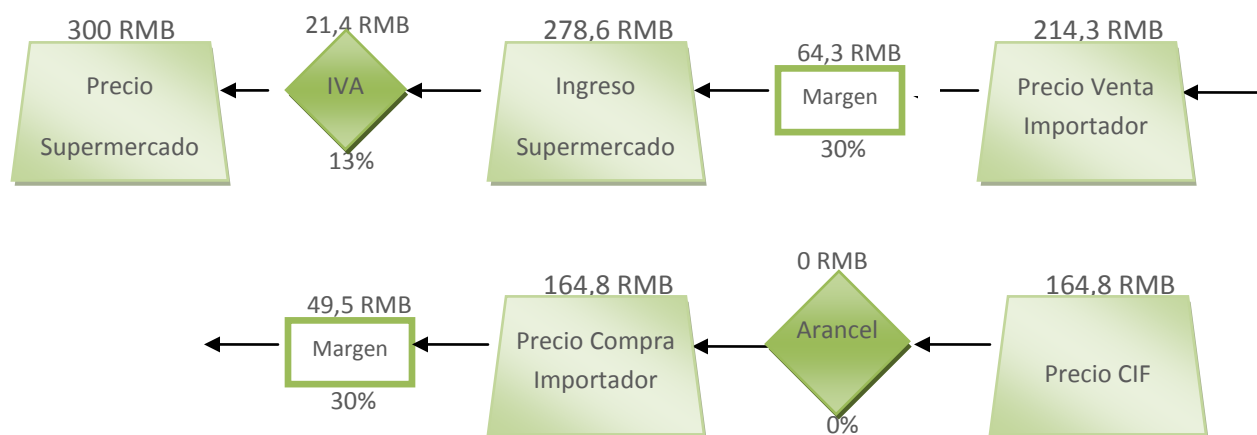 300 RMB
Precio
Supermercado
21,4 RMB
IVA
13%
278,6 RMB
Ingreso
Supermercado
64,3 RMB
Margen
30%
214,3 RMB
Precio Venta
Importador
49,5 RMB
Margen
30%
164,8 RMB
Precio Compra
Importador
0 RMB
Arancel
0%
164,8 RMB
Precio CIF